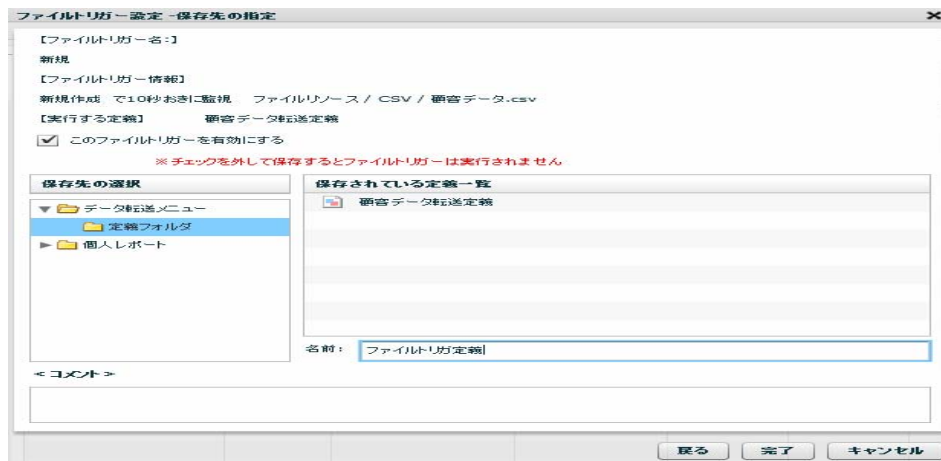 ファイルトリガー設定 -保存先の指定
【ファイルトリガー名:】
新規
【ファイルトリガー情報】
新規作成 で10秒おきに監視 ファイルリソース / CSV / 顧客データ.csv
【実行する定義】 顧客データ転送定義
このファイルトリガーを有効にする
※ チェックを外して保存するとファイルトリガーは実行されません
保存先の選択
データ転送メニュー
定義フォルダ
個人レポート
保存されている定義一覧
顧客データ転送定義
名前: ファイルトリガ定義
< コメント >
戻る 完了 キャンセル